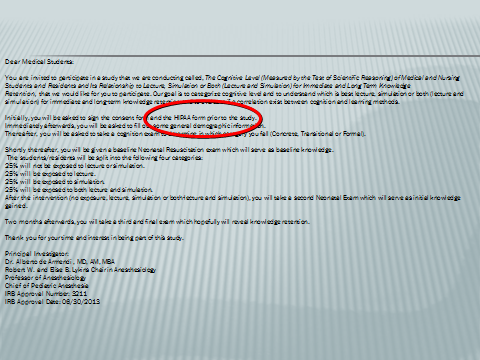 Dear Medical Students:
You are invited to participate in a study that we are conducting called, The Cognitive Level (Measured by the Test of Scientific Reasoning) of Medical and Nursing
Students and Residents and Its Relationship to Lecture, Simulation or Both (Lecture and Simulation) for Immediate and Long Term Knowledge
Retention, that we would like for you to participate. Our goal is to categorize cognitive level and to understand which is best lecture, simulation or both (lecture and
simulation) for immediate and long-term knowledge correlation exist between cognition and learning methods.
Initially, you will be asked to sign the consent form and the HIPAA form prior to the study.
Immediately afterwards, you will be asked to fill out some general demographic information.
Thereafter, you will be asked to take a cognition exam you fall (Concrete, Transitional or Formal).
Shortly thereafter, you will be given a baseline Neonatal Resuscitation exam which will serve as baseline knowledge.
The students/residents will be split into the following four categories:
25% will not be exposed to lecture or simulation.
25% will be exposed to lecture.
25% will be exposed to simulation.
25% will be exposed to both lecture and simulation.
After the intervention (no exposure, lecture, simulation or both lecture and simulation), you will take a second Neonatal Exam which will serve as initial knowledge
gained.
Two months afterwards, you will take a third and final exam which hopefully will reveal knowledge retention.
Thank you for your time and interest in being part of this study.
Principal Investigator:
Dr. Alberto de Armendi, MD, AM, MBA
Robert W. and Elise B. Lykins Chair in Anesthesiology
Professor of Anesthesiology
Chief of Pediatric Anesthesia
IRB Approval Number: 3211
IRB Approval Date: 08/30/2013